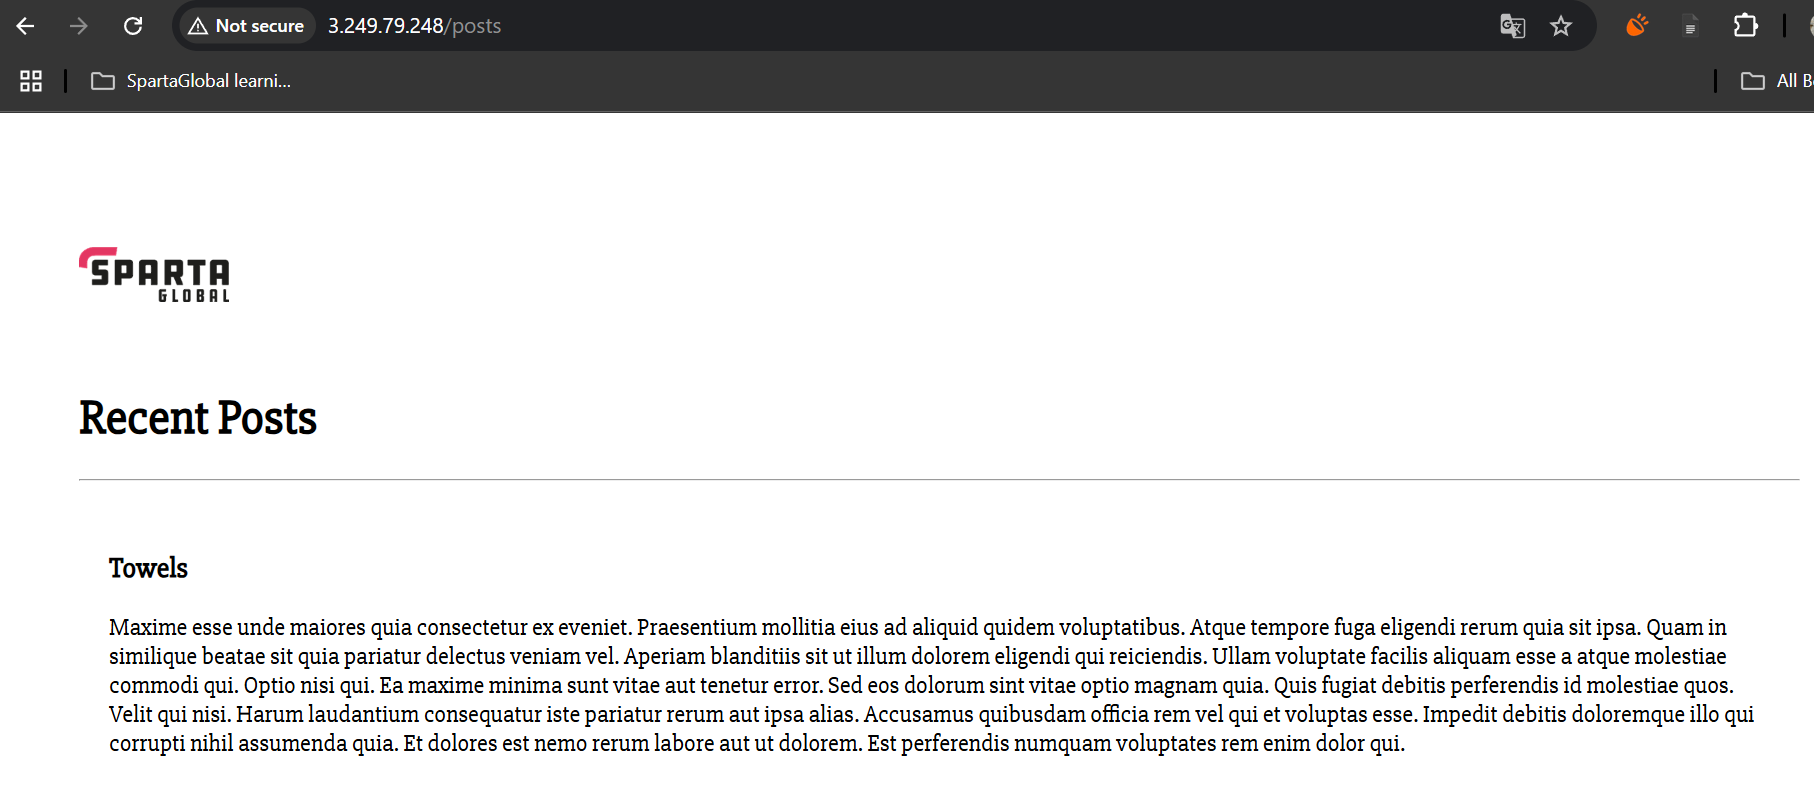 Not secure 3.249.79.248/posts
SpartaGlobal learni...
All B
SPARTA
GLOBAL
Recent Posts
Towels
Maxime esse unde maiores quia consectetur ex eveniet. Praesentium mollitia eius ad aliquid quidem voluptatibus. Atque tempore fuga eligendi rerum quia sit ipsa. Quam in
similique beatae sit quia pariatur delectus veniam vel. Aperiam blanditiis sit ut illum dolorem eligendi qui reiciendis. Ullam voluptate facilis aliquam esse a atque molestiae
commodi qui. Optio nisi qui. Ea maxime minima sunt vitae aut tenetur error. Sed eos dolorum sint vitae optio magnam quia. Quis fugiat debitis perferendis id molestiae quos.
Velit qui nisi. Harum laudantium consequatur iste pariatur rerum aut ipsa alias. Accusamus quibusdam officia rem vel qui et voluptas esse. Impedit debitis doloremque illo qui
corrupti nihil assumenda quia. Et dolores est nemo rerum labore aut ut dolorem. Est perferendis numquam voluptates rem enim dolor qui.